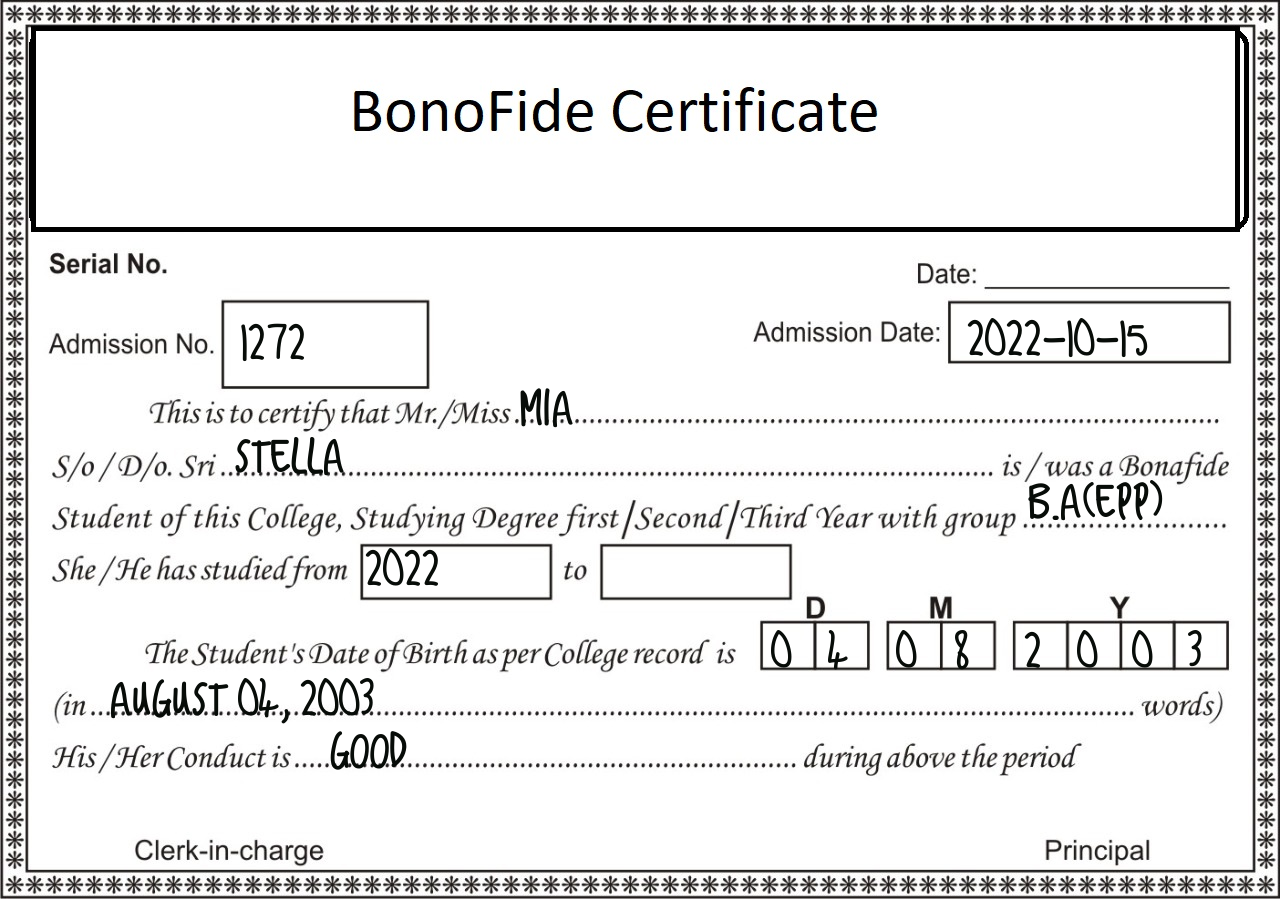 BonoFide Certificate
Serial No.
Date:
Admission No. 1272
Admission Date: 2022-10-15
This is to certify that Mr./Miss MIA
S/o / D/o. Sri STELLA is / was a Bonafide
Student of this College, Studying Degree first/Second/Third Year with group B.A(EPP)
She / He has studied from 2022 to
D M Y
The Student's Date of Birth as per College record is 0 4 0 8 2 0 0 3
(in AUGUST 04, 2003 words)
His / Her Conduct is GOOD during above the period
Clerk-in-charge Principal